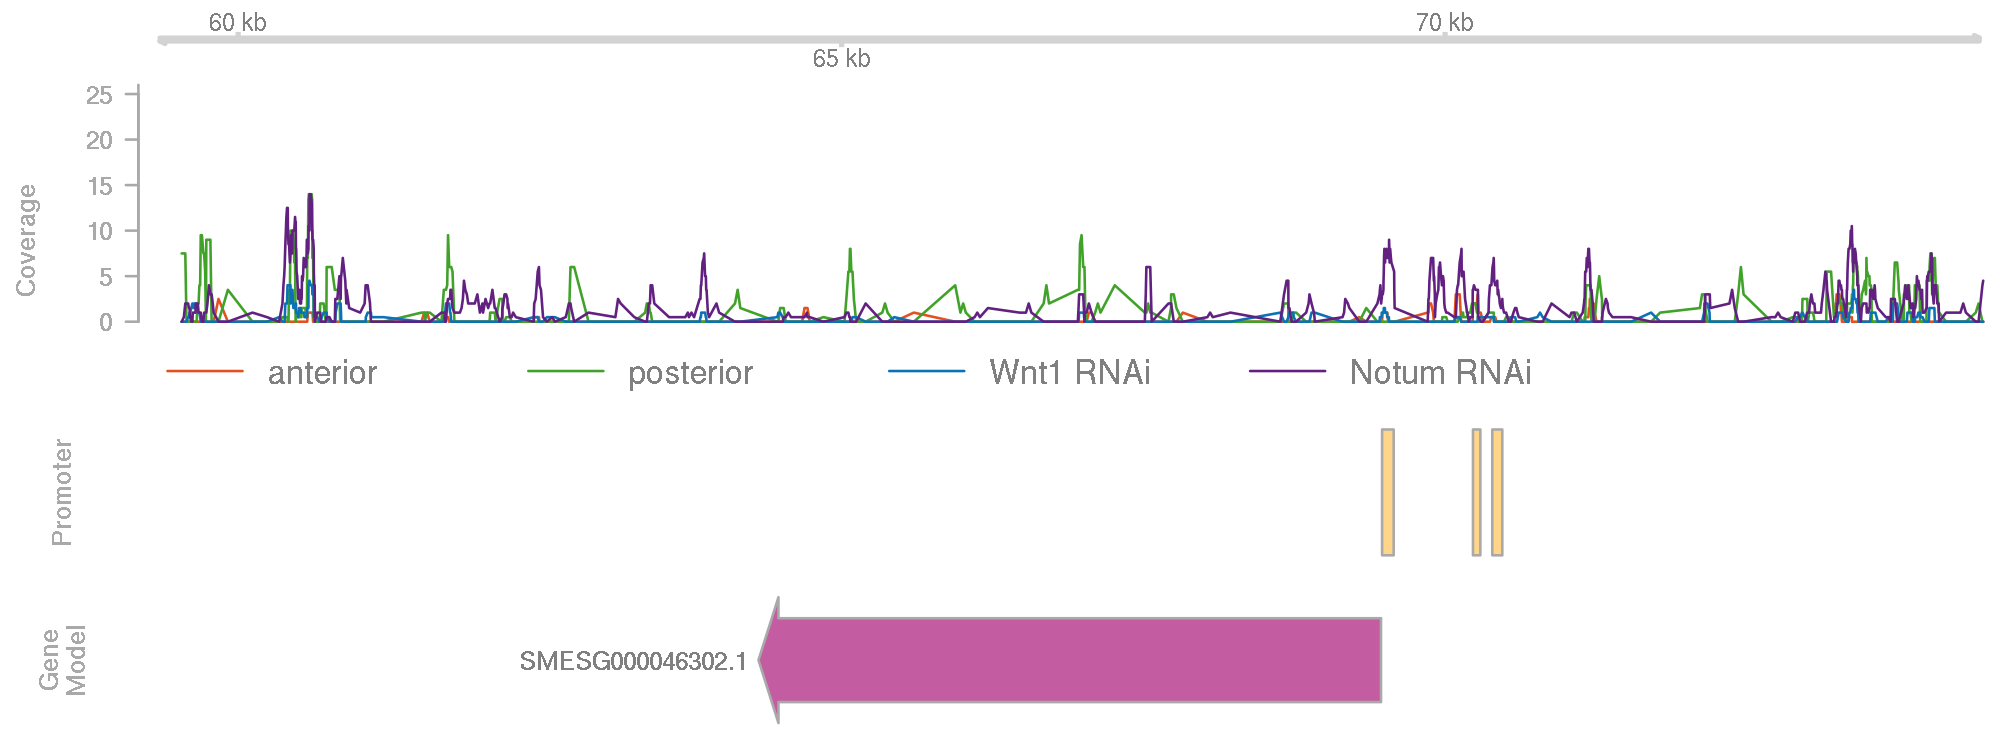 60 kb
70 kb
65 kb
25
20
15
10
5
0
Coverage
anterior
posterior
Wnt1 RNAi
Notum RNAi
Promoter
Gene
Model
SMESG000046302.1